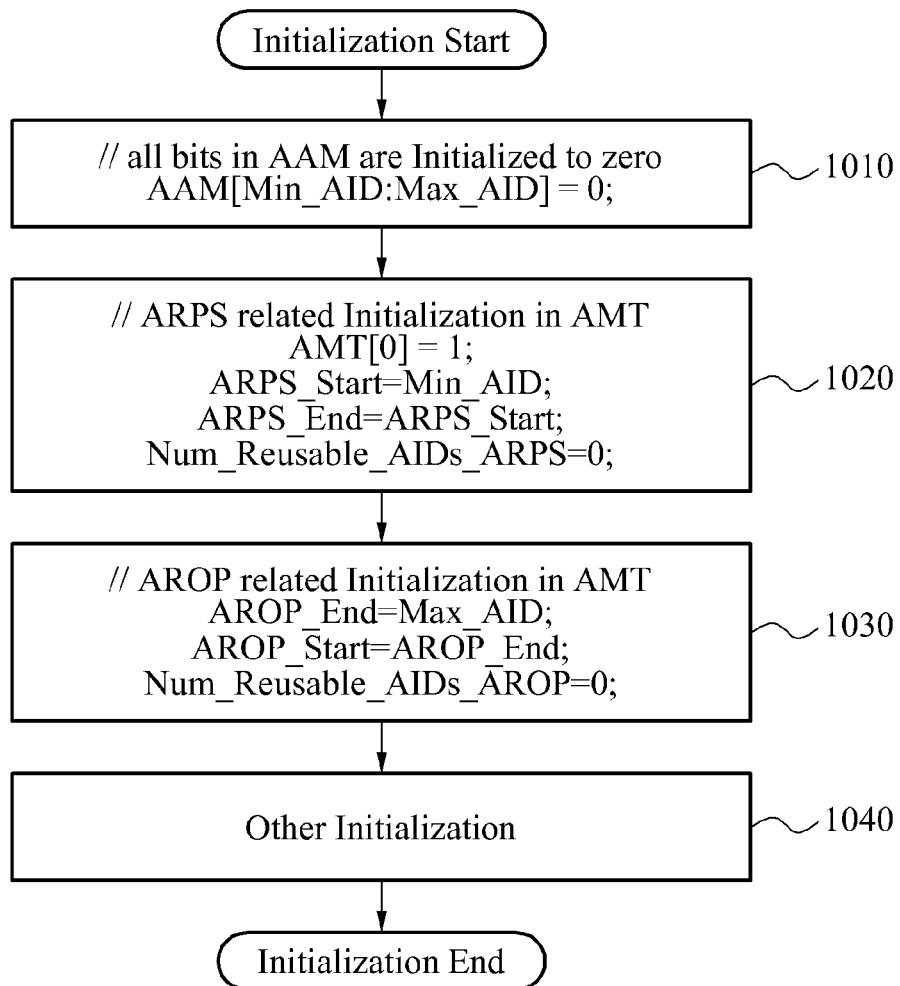 Initialization Start
// all bits in AAM are Initialized to zero
AAM[Min_AID:Max_AID] = 0;
1010
// ARPS related Initialization in AMT
AMT[0] = 1;
ARPS_Start=Min_AID;
ARPS_End=ARPS_Start;
Num_Reusable_AIDs_ARPS=0;
1020
// AROP related Initialization in AMT
AROP_End=Max_AID;
AROP_Start=AROP_End;
Num_Reusable_AIDs_AROP=0;
1030
Other Initialization
1040
Initialization End